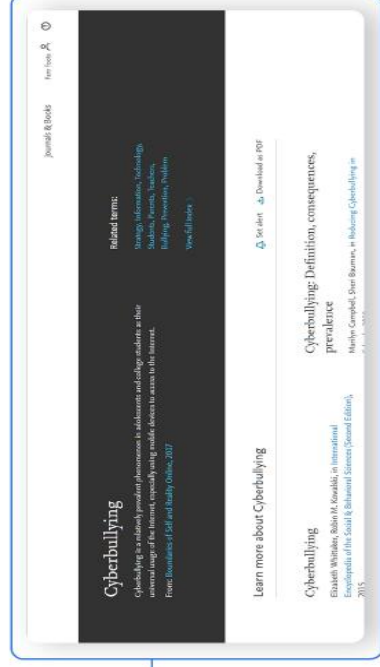 Journals & Books
Fam Toole
Cyberbullying
Cyberbullying is a relatively prevalent phenomenon in adolescents and college students as their
universal usage of the Internet, especially using mobile devices to access to the Internet.
From: Boundaries of Self and Reality Online, 2017
Related terms:
Strategy, Information, Technology,
Students, Parents, Teachers,
Bullying, Prevention, Problem
View full index
Learn more about Cyberbullying
Set alert
Download as PDF
Cyberbullying
Elizabeth Whittaker, Robin M. Kowalski, in International
Encyclopedia of the Social & Behavioral Sciences (Second Edition),
2015
Cyberbullying: Definition, consequences,
prevalence
Marilyn Campbell, Sheri Bauman, in Reducing Cyberbullying in